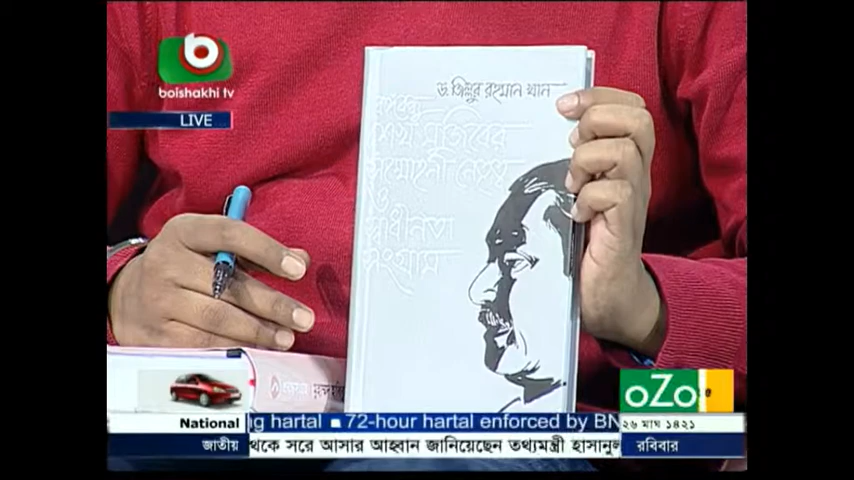 boishakhi tv
LIVE
ড. জিল্লুর রহমান খান
বঙ্গবন্ধু
শেখ মুজিবের
সম্মোহনী নেতৃত্ব
ও
স্বাধীনতা
সংগ্রাম
oZo
National
ng hartal ■ 72-hour hartal enforced by BN
২৬ মাঘ ১৪২১
জাতীয়
থেকে সরে আসার আহ্বান জানিয়েছেন তথ্যমন্ত্রী হাসানুল
রবিবার